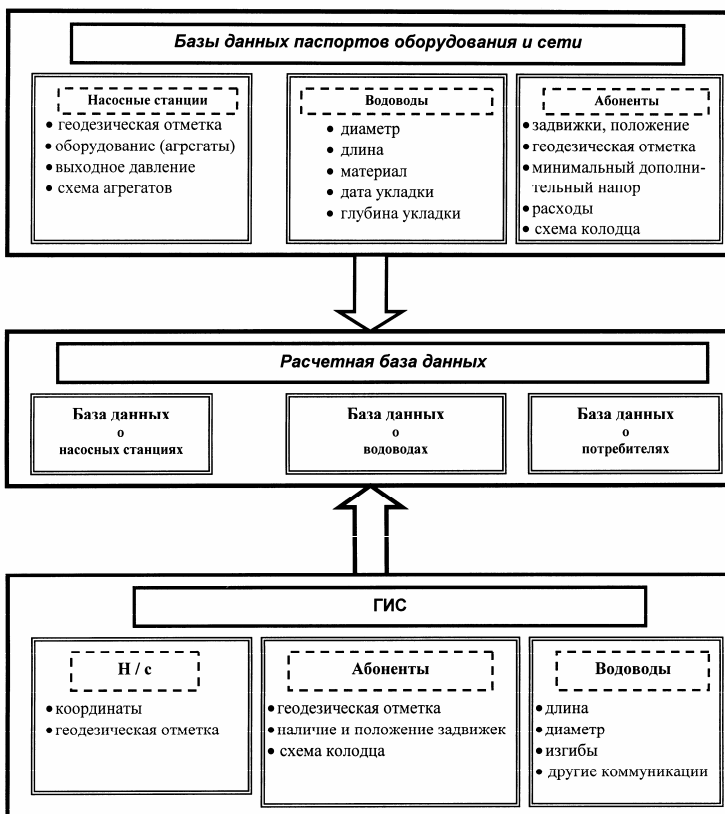 Базы данных паспортов оборудования и сети
Насосные станции
• геодезическая отметка
• оборудование (агрегаты)
• выходное давление
• схема агрегатов
Водоводы
• диаметр
• длина
• материал
• дата укладки
• глубина укладки
Абоненты
• задвижки, положение
• геодезическая отметка
• минимальный дополни-
тельный напор
• расходы
• схема колодца
Расчетная база данных
База данных
о
насосных станциях
База данных
о
водоводах
База данных
о
потребителях
ГИС
Н / с
• координаты
• геодезическая отметка
Абоненты
• геодезическая отметка
• наличие и положение задвижек
• схема колодца
Водоводы
• длина
• диаметр
• изгибы
• другие коммуникации